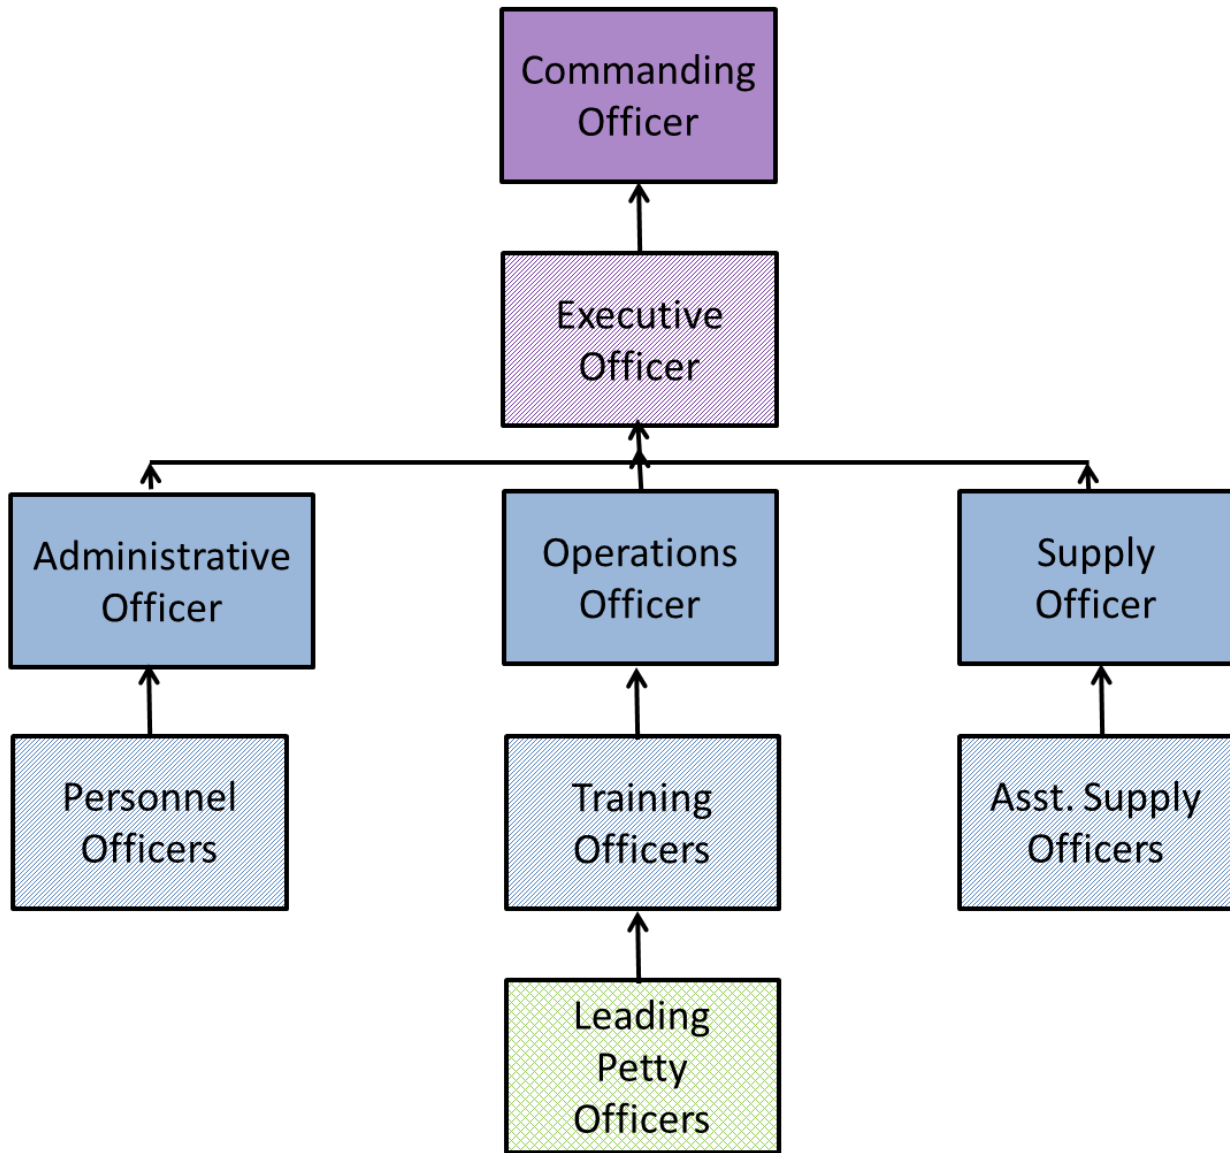 Commanding
Officer
Executive
Officer
Administrative
Officer
Operations
Officer
Supply
Officer
Personnel
Officers
Training
Officers
Asst. Supply
Officers
Leading
Petty
Officers